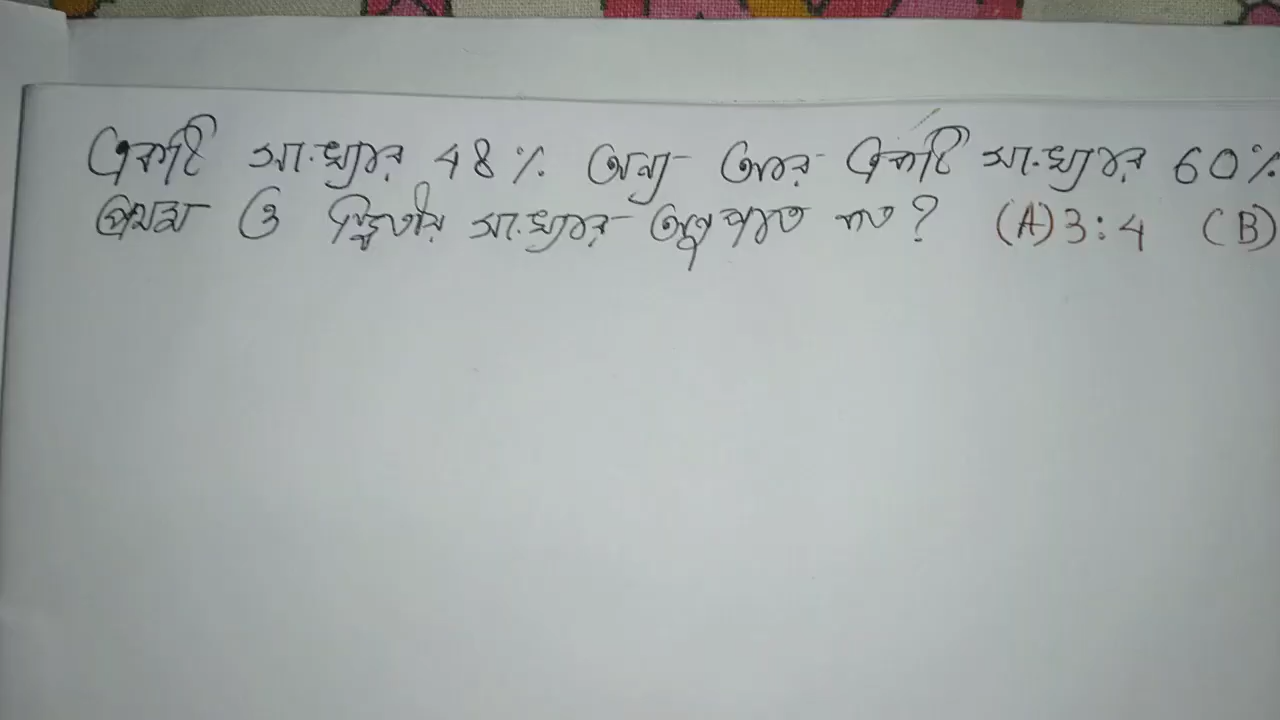 একটি সংখ্যার 48% অন্য আর একটি সংখ্যার 60%
প্রথম ও দ্বিতীয় সংখ্যার অনুপাত কত? (A) 3:4 (B)